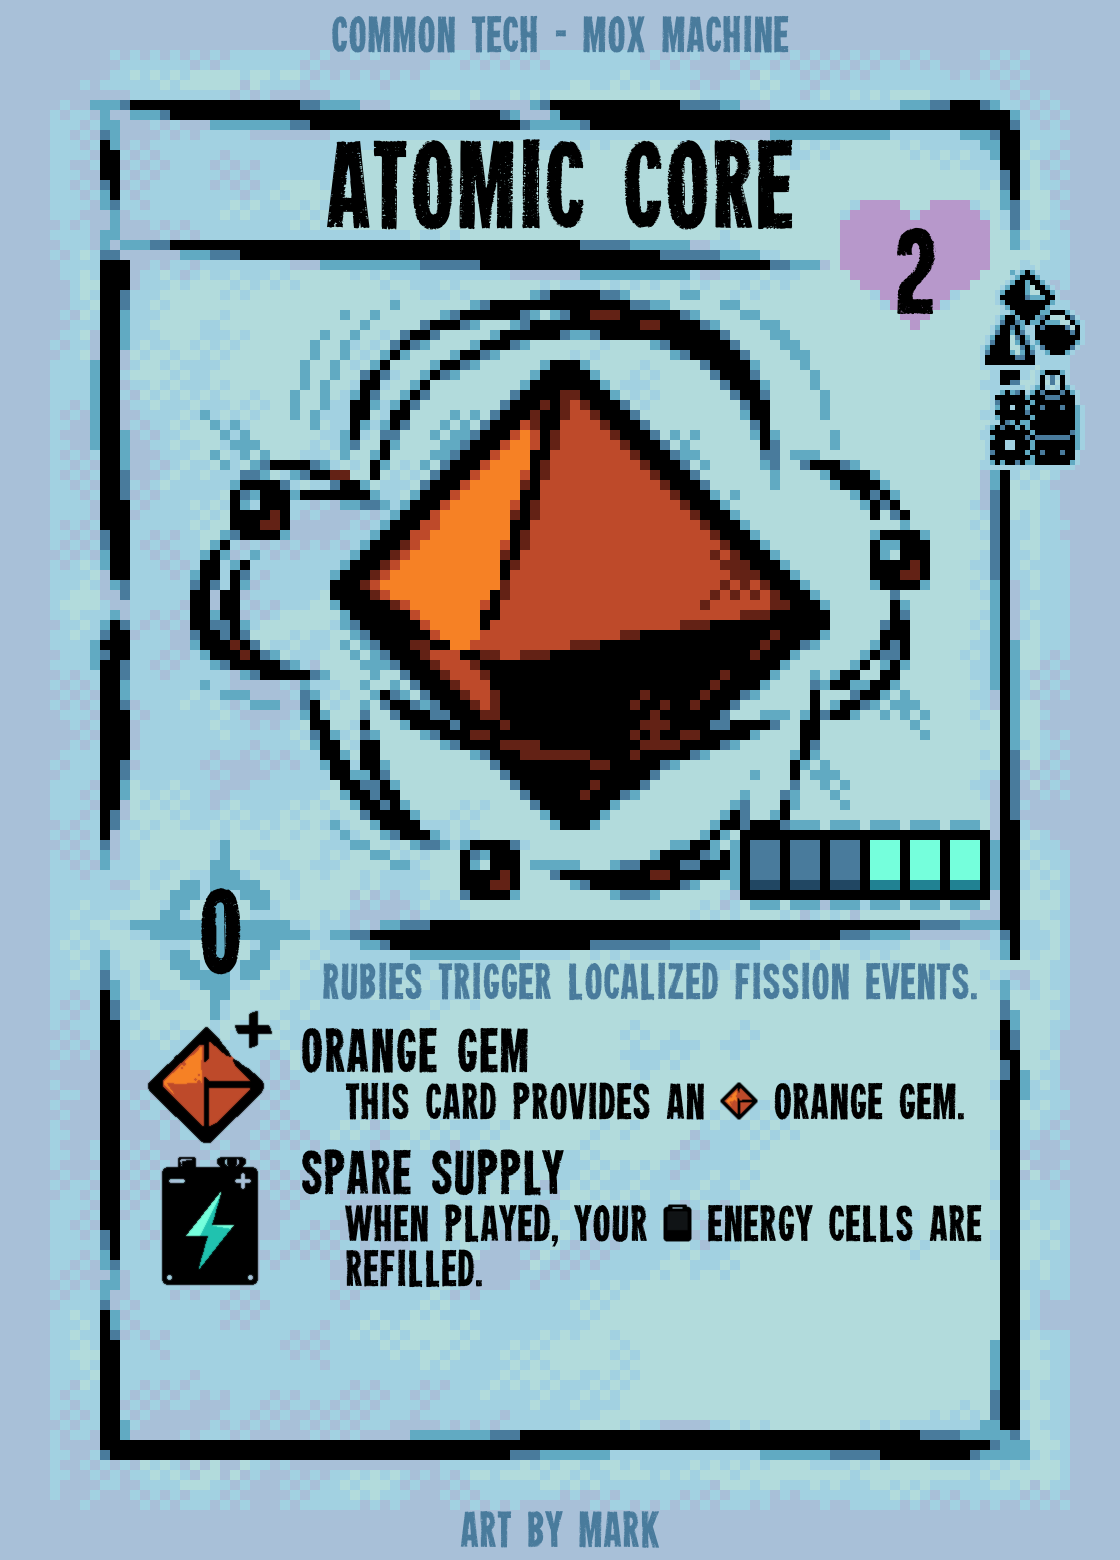 COMMON TECH - MOX MACHINE
ATOMIC CORE
2
0
RUBIES TRIGGER LOCALIZED FISSION EVENTS.
ORANGE GEM
THIS CARD PROVIDES AN ORANGE GEM.
SPARE SUPPLY
WHEN PLAYED, YOUR ENERGY CELLS ARE
REFILLED.
ART BY MARK